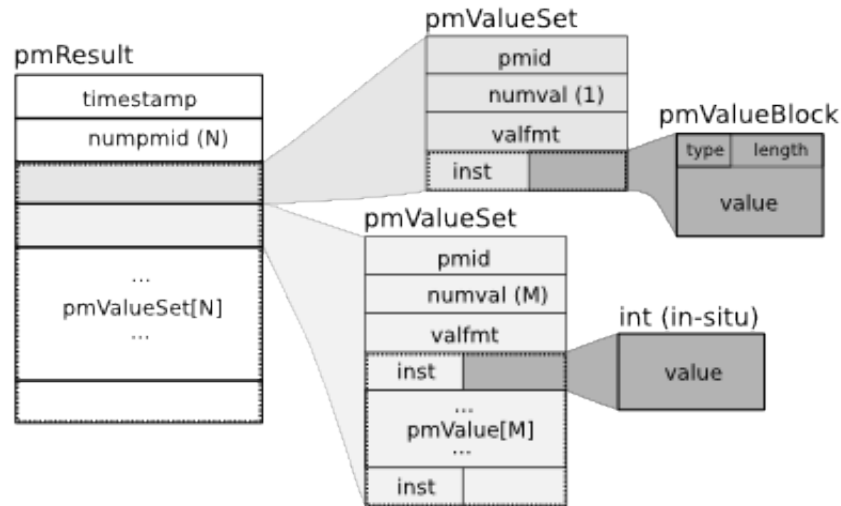 pmResult
timestamp
numpmid (N)
...
pmValueSet[N]
...
pmValueSet
pmid
numval (1)
valfmt
inst
pmValueBlock
type length
value
pmValueSet
pmid
numval (M)
valfmt
inst
...
pmValue[M]
...
inst
int (in-situ)
value